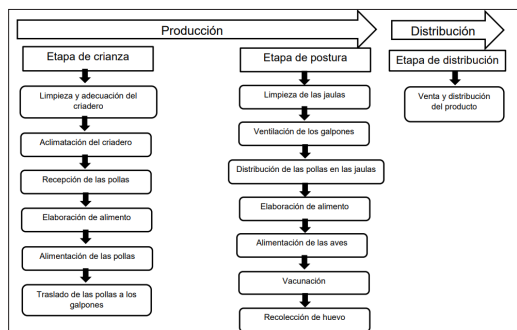 Producción
Distribución
Etapa de crianza
Limpieza y adecuación del
criadero
Aclimatación del criadero
Recepción de las pollas
Elaboración de alimento
Alimentación de las pollas
Traslado de las pollas a los
galpones
Etapa de postura
Limpieza de las jaulas
Ventilación de los galpones
Distribución de las pollas en las jaulas
Elaboración de alimento
Alimentación de las aves
Vacunación
Recolección de huevo
Etapa de distribución
Venta y distribución
del producto